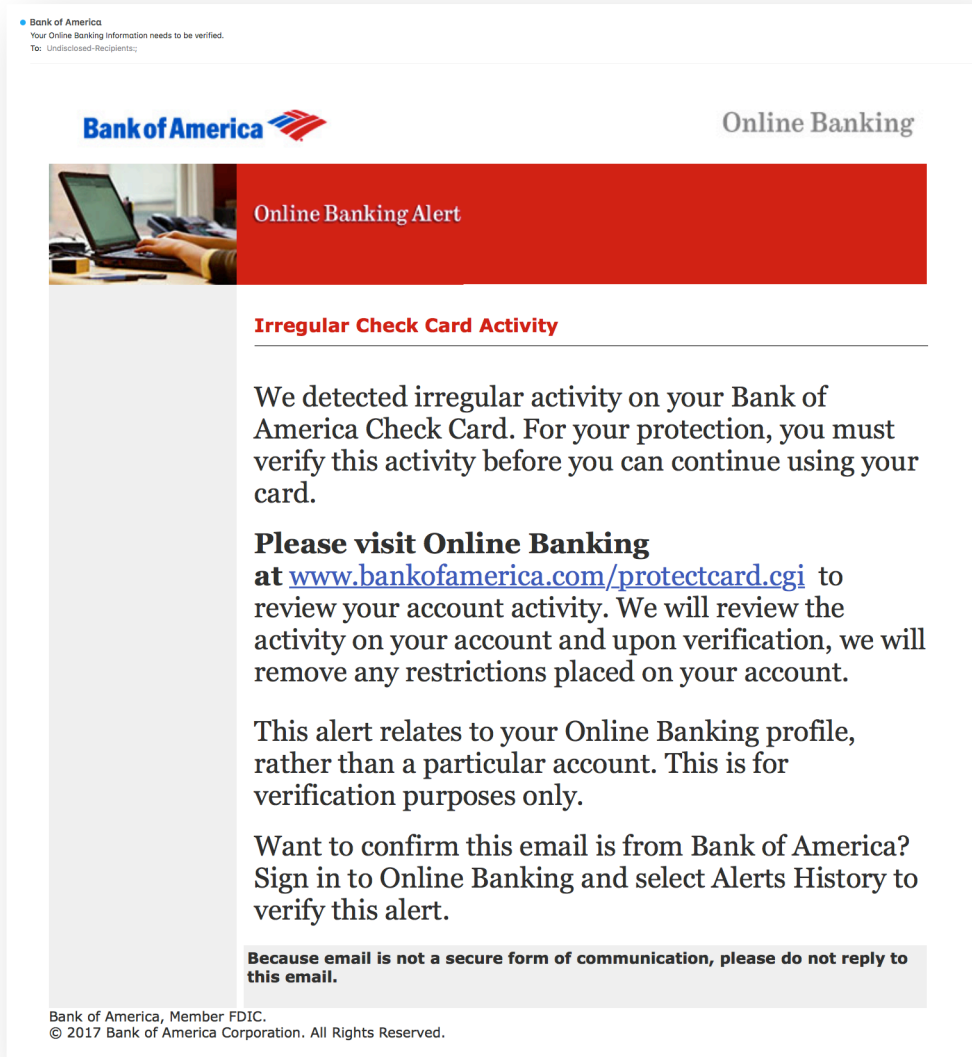 Bank of America
Your Online Banking Information needs to be verified.
To: Undisclosed-Recipients:;
Bank of America
Online Banking
Online Banking Alert
Irregular Check Card Activity
We detected irregular activity on your Bank of
America Check Card. For your protection, you must
verify this activity before you can continue using your
card.
Please visit Online Banking
at www.bankofamerica.com/protectcard.cgi to
review your account activity. We will review the
activity on your account and upon verification, we will
remove any restrictions placed on your account.
This alert relates to your Online Banking profile,
rather than a particular account. This is for
verification purposes only.
Want to confirm this email is from Bank of America?
Sign in to Online Banking and select Alerts History to
verify this alert.
Because email is not a secure form of communication, please do not reply to
this email.
Bank of America, Member FDIC.
© 2017 Bank of America Corporation. All Rights Reserved.